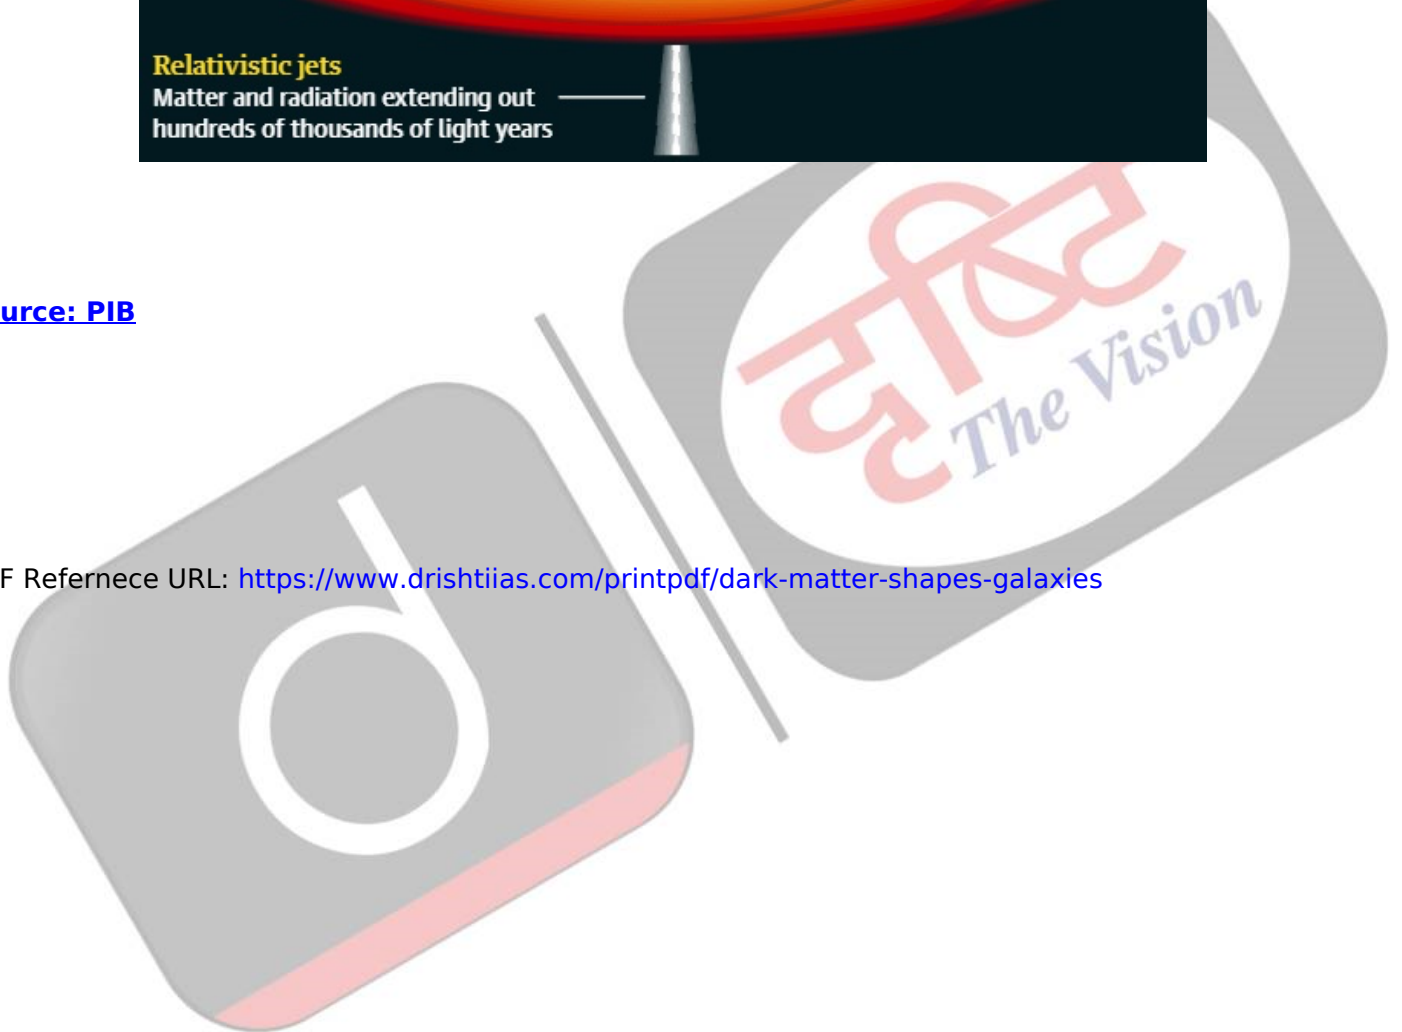 Relativistic jets
Matter and radiation extending out
hundreds of thousands of light years
दृष्टि
The Vision
urce: PIB
F Refernece URL: https://www.drishtiias.com/printpdf/dark-matter-shapes-galaxies
d